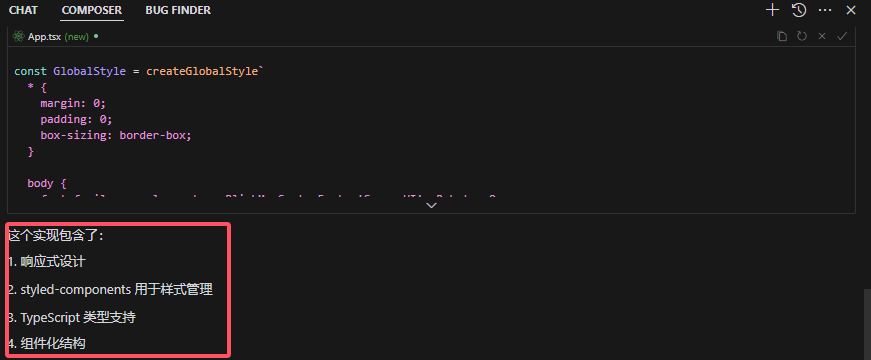 CHAT COMPOSER BUG FINDER
App.tsx (new)
const GlobalStyle = createGlobalStyle`
* {
margin: 0;
padding: 0;
box-sizing: border-box;
}
body {
这个实现包含了：
1. 响应式设计
2. styled-components 用于样式管理
3. TypeScript 类型支持
4. 组件化结构